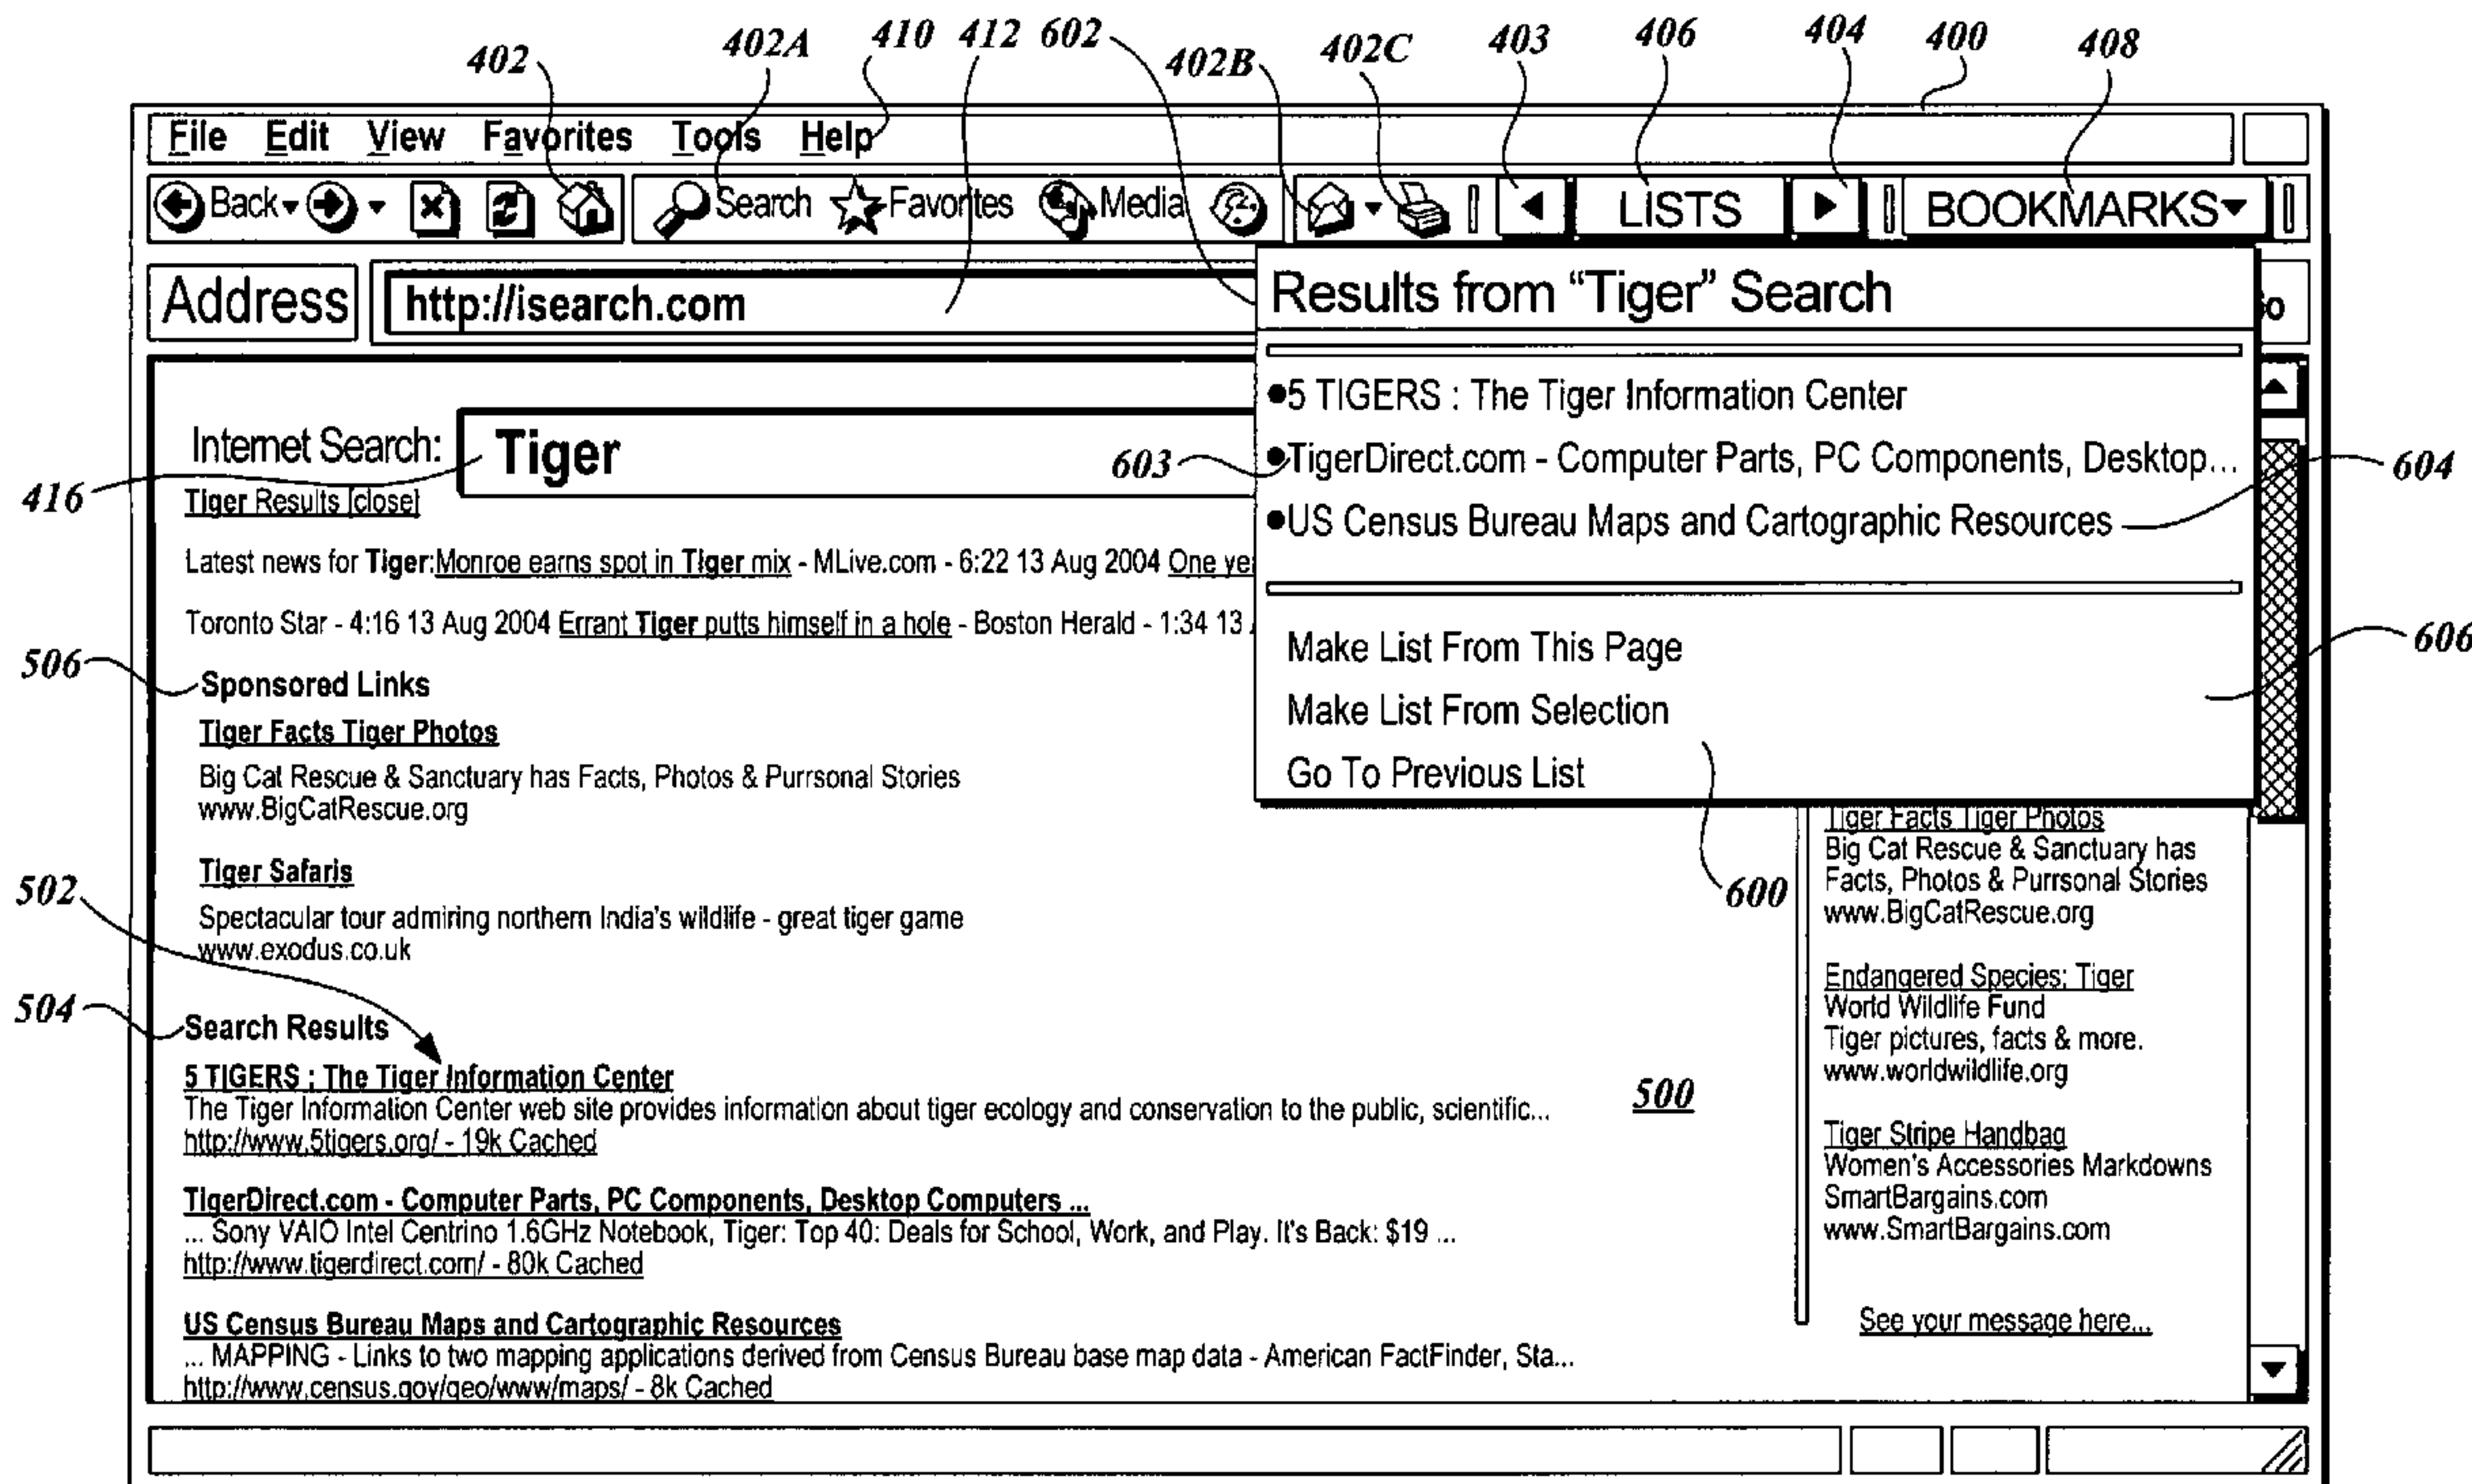 402 402A 410 412 602 402B 402C 403 406 404 400 408
File Edit View Favorites Tools Help
Back Search Favorites Media LISTS BOOKMARKS
Address http://isearch.com
Results from “Tiger” Search
•5 TIGERS : The Tiger Information Center
603 •TigerDirect.com - Computer Parts, PC Components, Desktop... 604
•US Census Bureau Maps and Cartographic Resources
Make List From This Page 606
Make List From Selection
Go To Previous List
600
Internet Search: Tiger
416
Tiger Results [close]
Latest news for Tiger:Monroe earns spot in Tiger mix - MLive.com - 6:22 13 Aug 2004 One
Toronto Star - 4:16 13 Aug 2004 Errant Tiger putts himself in a hole - Boston Herald - 1:34 13
506
Sponsored Links
Tiger Facts Tiger Photos
Big Cat Rescue & Sanctuary has Facts, Photos & Purrsonal Stories
www.BigCatRescue.org
Tiger Safaris
502
Spectacular tour admiring northern India's wildlife - great tiger game
www.exodus.co.uk
504
Search Results
5 TIGERS : The Tiger Information Center
The Tiger Information Center web site provides information about tiger ecology and conservation to the public, scientific...
http://www.5tigers.org/ - 19k Cached
500
TigerDirect.com - Computer Parts, PC Components, Desktop Computers ...
... Sony VAIO Intel Centrino 1.6GHz Notebook, Tiger: Top 40: Deals for School, Work, and Play. It's Back: $19 ...
http://www.tigerdirect.com/ - 80k Cached
US Census Bureau Maps and Cartographic Resources
... MAPPING - Links to two mapping applications derived from Census Bureau base map data - American FactFinder, Sta...
http://www.census.gov/geo/www/maps/ - 8k Cached
Tiger Facts Tiger Photos
Big Cat Rescue & Sanctuary has
Facts, Photos & Purrsonal Stories
www.BigCatRescue.org
Endangered Species; Tiger
World Wildlife Fund
Tiger pictures, facts & more.
www.worldwildlife.org
Tiger Stripe Handbag
Women's Accessories Markdowns
SmartBargains.com
www.SmartBargains.com
See your message here...